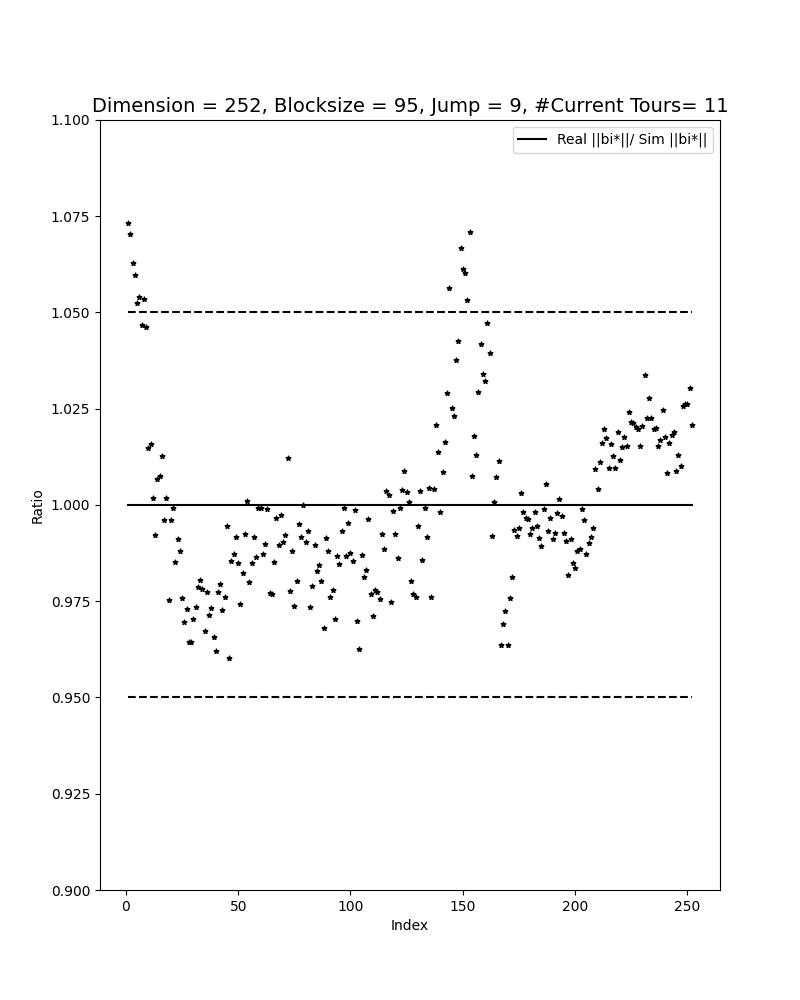 Dimension = 252, Blocksize = 95, Jump = 9, #Current Tours= 11
Real ||bi*||/ Sim ||bi*||
1.100
1.075
1.050
1.025
1.000
0.975
0.950
0.925
0.900
Ratio
0 50 100 150 200 250
Index